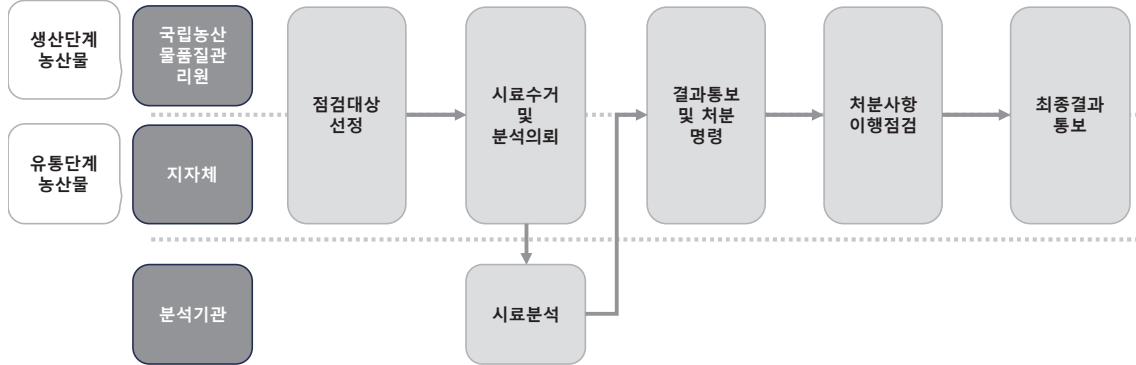 생산단계
농산물
국립농산
물품질관
리원
유통단계
농산물
지자체
분석기관
점검대상
선정
시료수거
및
분석의뢰
시료분석
결과통보
및 처분
명령
처분사항
이행점검
최종결과
통보